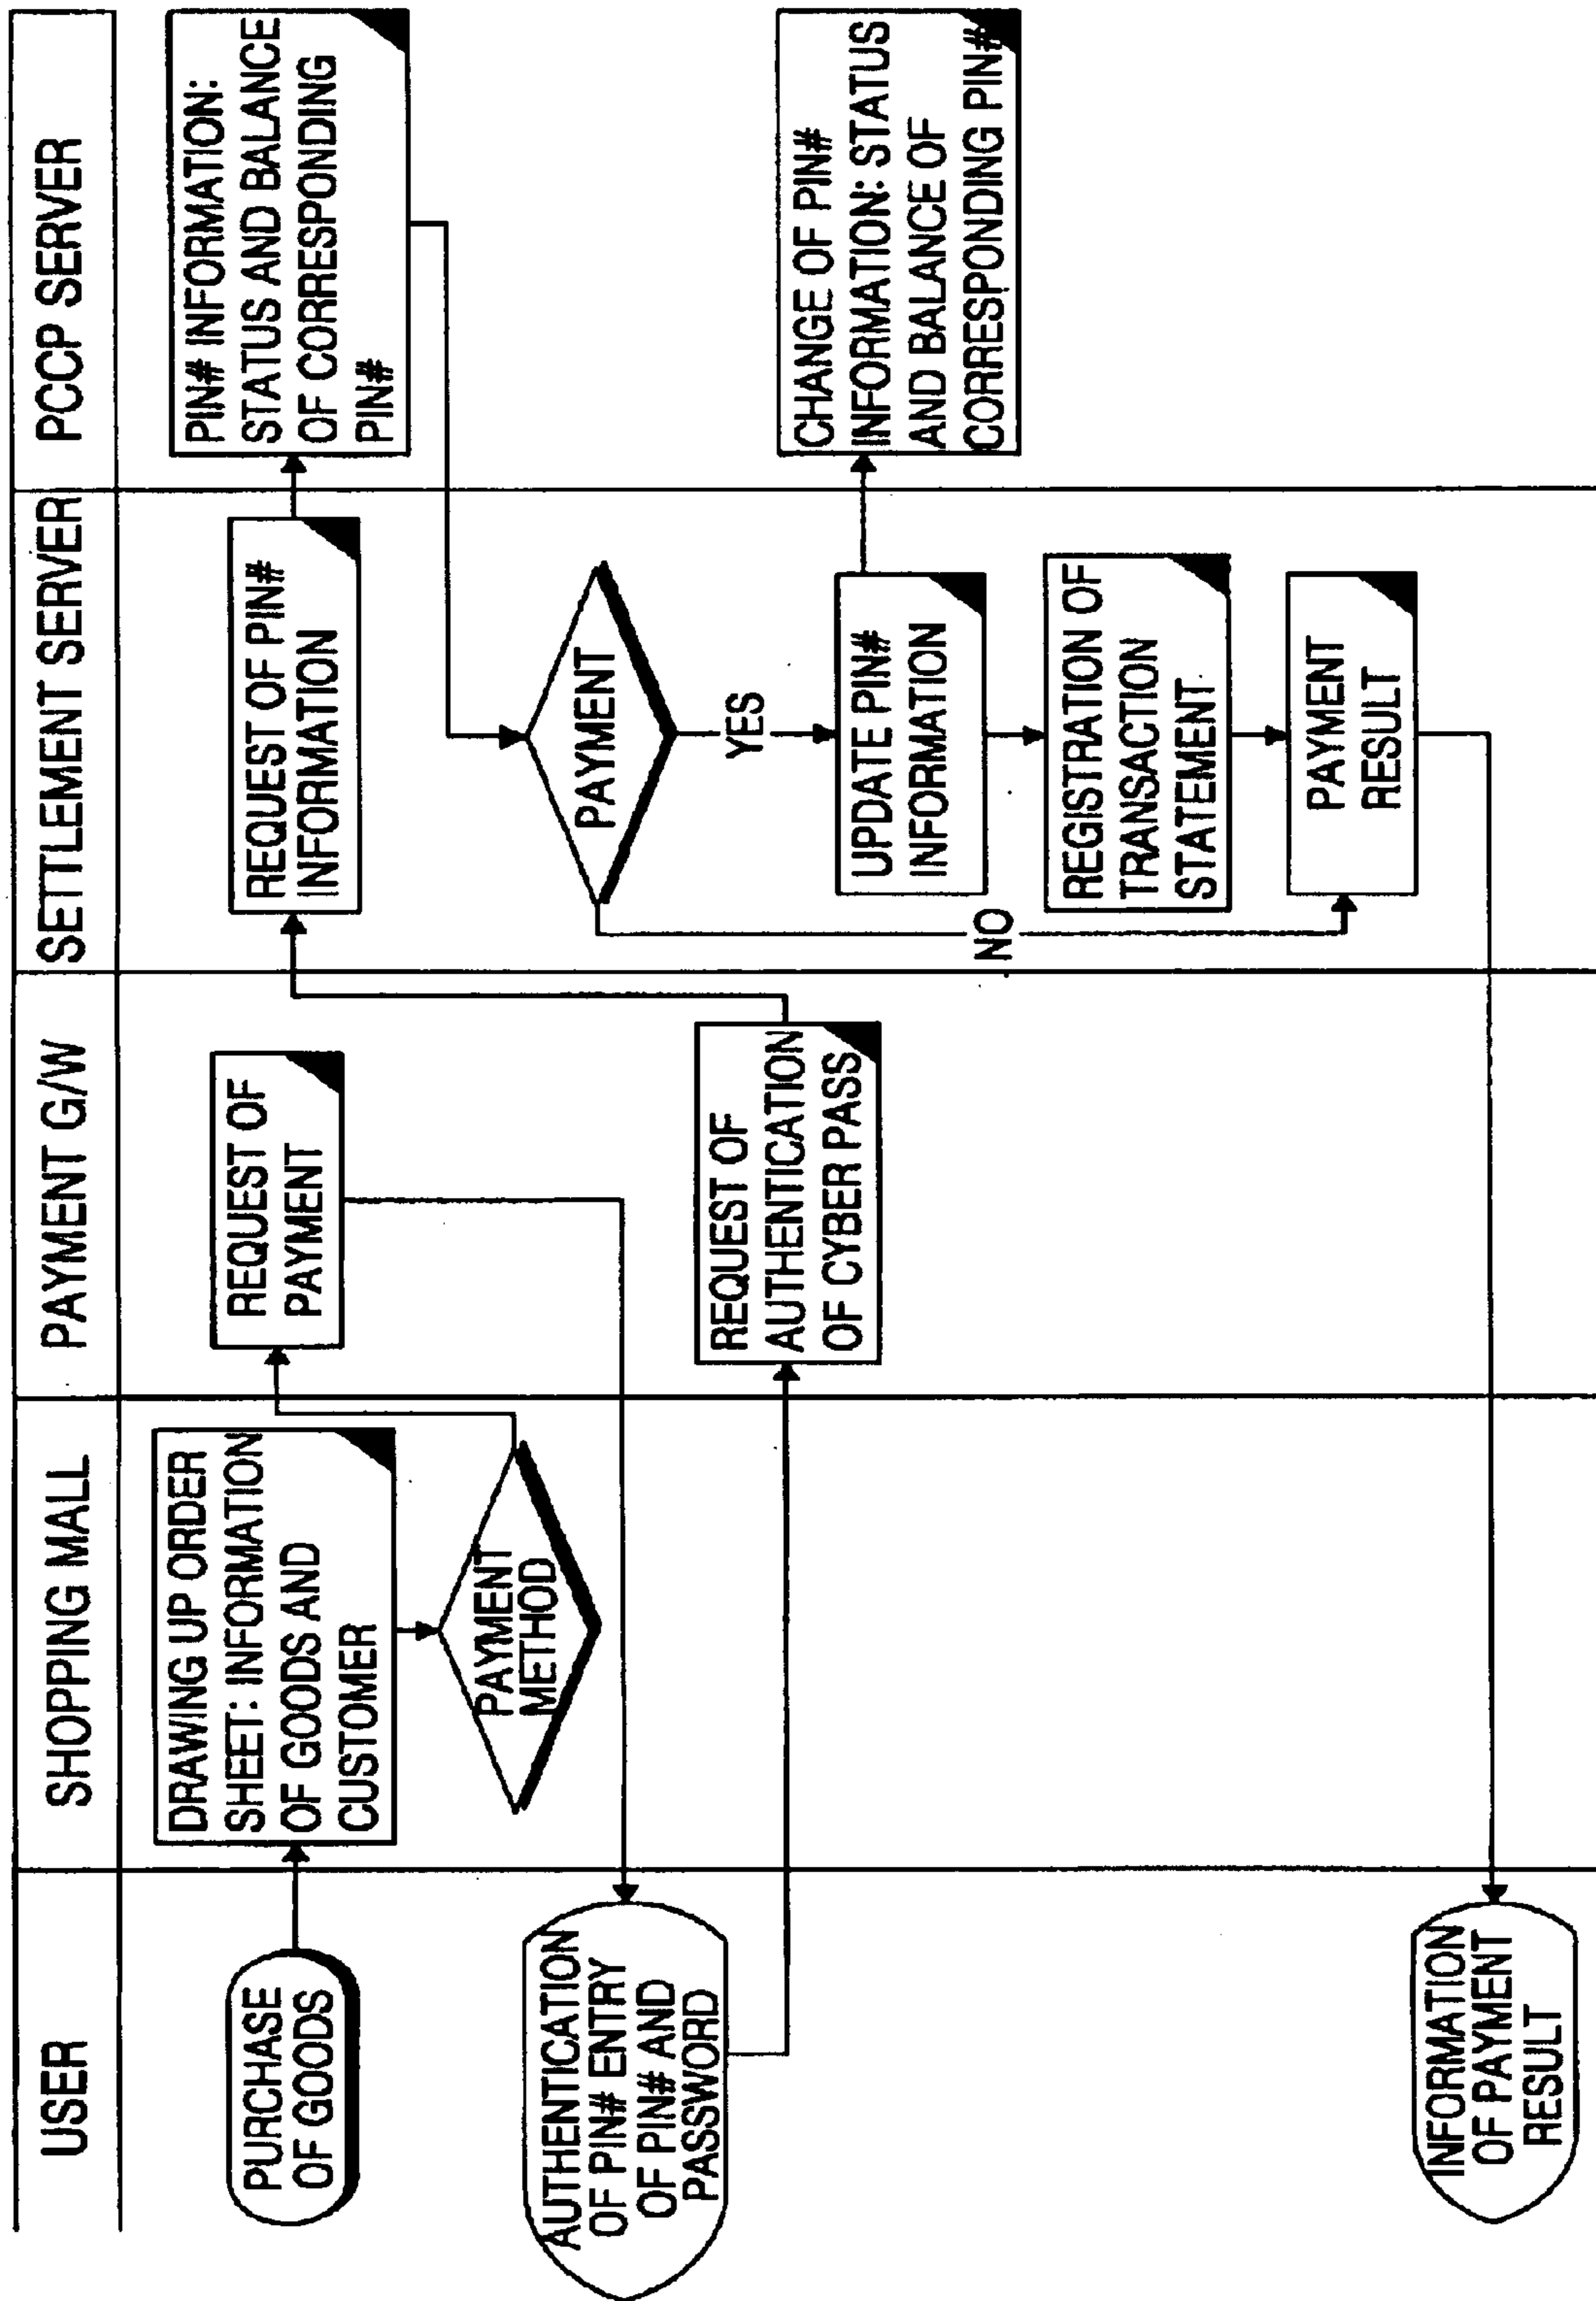 USER
SHOPPING MALL
PAYMENT G/W
SETTLEMENT SERVER
PCCP SERVER
PURCHASE
OF GOODS
DRAWING UP ORDER
SHEET: INFORMATION
OF GOODS AND
CUSTOMER
PAYMENT
METHOD
REQUEST OF
PAYMENT
AUTHENTICATION
OF PIN# ENTRY
OF PIN# AND
PASSWORD
REQUEST OF
AUTHENTICATION
OF CYBER PASS
REQUEST OF PIN#
INFORMATION
PIN# INFORMATION:
STATUS AND BALANCE
OF CORRESPONDING
PIN#
PAYMENT
YES
NO
UPDATE PIN#
INFORMATION
CHANGE OF PIN#
INFORMATION: STATUS
AND BALANCE OF
CORRESPONDING PIN#
REGISTRATION OF
TRANSACTION
STATEMENT
PAYMENT
RESULT
INFORMATION
OF PAYMENT
RESULT